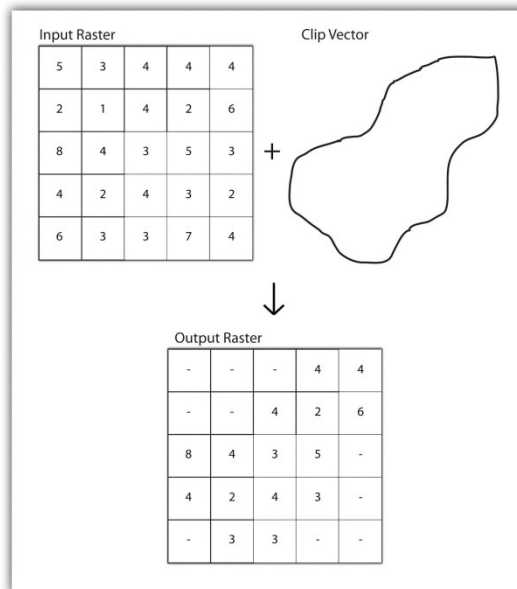 Input Raster Clip Vector
5 3 4 4 4
2 1 4 2 6
8 4 3 5 3
+
4 2 4 3 2
6 3 3 7 4
Output Raster
- - - 4 4
- - 4 2 6
8 4 3 5 -
4 2 4 3 -
- 3 3 - -